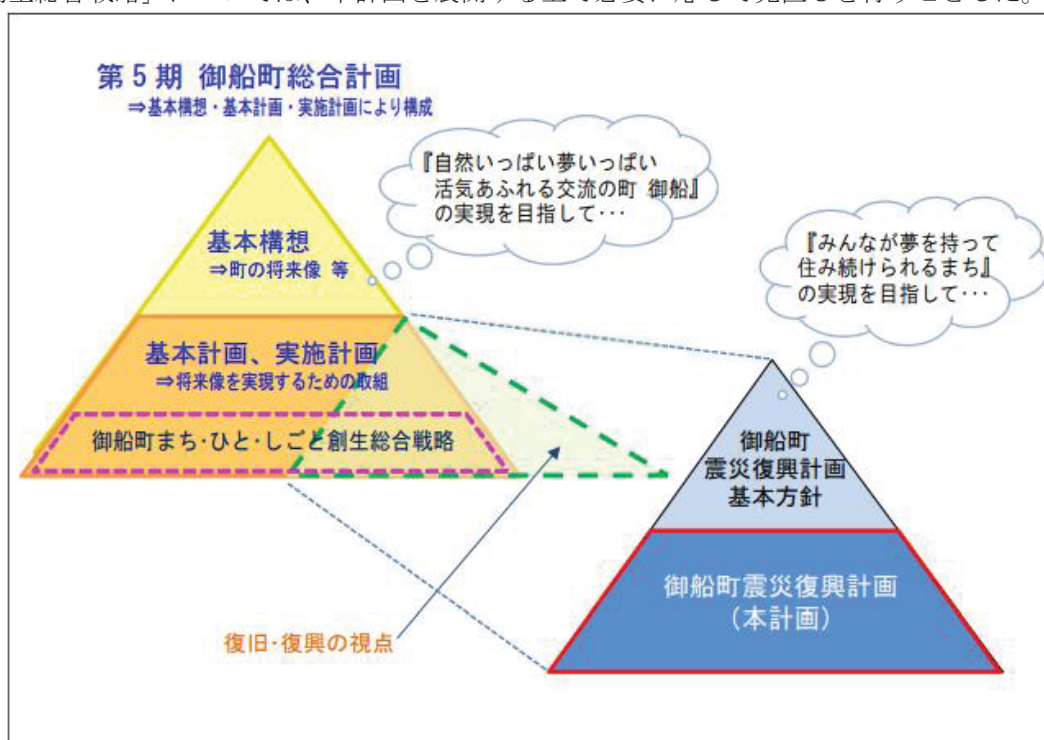 第5期 御船町総合計画
⇒基本構想・基本計画・実施計画により構成
『自然いっぱい夢いっぱい
活気あふれる交流の町 御船』
の実現を目指して・・・
基本構想
⇒町の将来像 等
『みんなが夢を持って
住み続けられるまち』
の実現を目指して・・・
基本計画、実施計画
⇒将来像を実現するための取組
御船町まち・ひと・しごと創生総合戦略
御船町
震災復興計画
基本方針
御船町震災復興計画
（本計画）
復旧・復興の視点